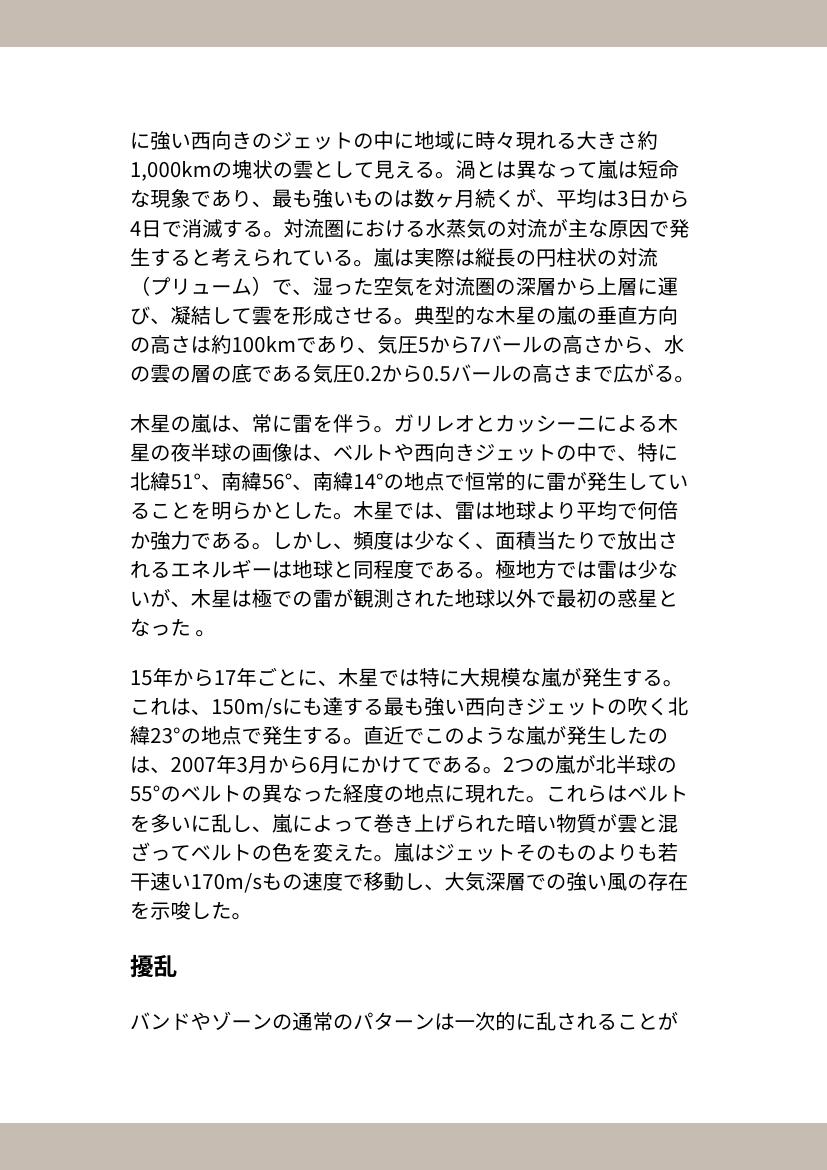 に強い西向きのジェットの中に地域に時々現れる大きさ約
1,000kmの塊状の雲として見える。渦とは異なって嵐は短命
な現象であり、最も強いものは数ヶ月続くが、平均は3日から
4日で消滅する。対流圏における水蒸気の対流が主な原因で発
生すると考えられている。嵐は実際は縦長の円柱状の対流
（プリューム）で、湿った空気を対流圏の深層から上層に運
び、凝結して雲を形成させる。典型的な木星の嵐の垂直方向
の高さは約100kmであり、気圧5から7バールの高さから、水
の雲の層の底である気圧0.2から0.5バールの高さまで広がる。
木星の嵐は、常に雷を伴う。ガリレオとカッシーニによる木
星の夜半球の画像は、ベルトや西向きジェットの中で、特に
北緯51°、南緯56°、南緯14°の地点で恒常的に雷が発生してい
ることを明らかとした。木星では、雷は地球より平均で何倍
か強力である。しかし、頻度は少なく、面積当たりで放出さ
れるエネルギーは地球と同程度である。極地方では雷は少な
いが、木星は極での雷が観測された地球以外で最初の惑星と
なった 。
15年から17年ごとに、木星では特に大規模な嵐が発生する。
これは、150m/sにも達する最も強い西向きジェットの吹く北
緯23°の地点で発生する。直近でこのような嵐が発生したの
は、2007年3月から6月にかけてである。2つの嵐が北半球の
55°のベルトの異なった経度の地点に現れた。これらはベルト
を多いに乱し、嵐によって巻き上げられた暗い物質が雲と混
ざってベルトの色を変えた。嵐はジェットそのものよりも若
干速い170m/sもの速度で移動し、大気深層での強い風の存在
を示唆した。
擾乱
バンドやゾーンの通常のパターンは一次的に乱されることが